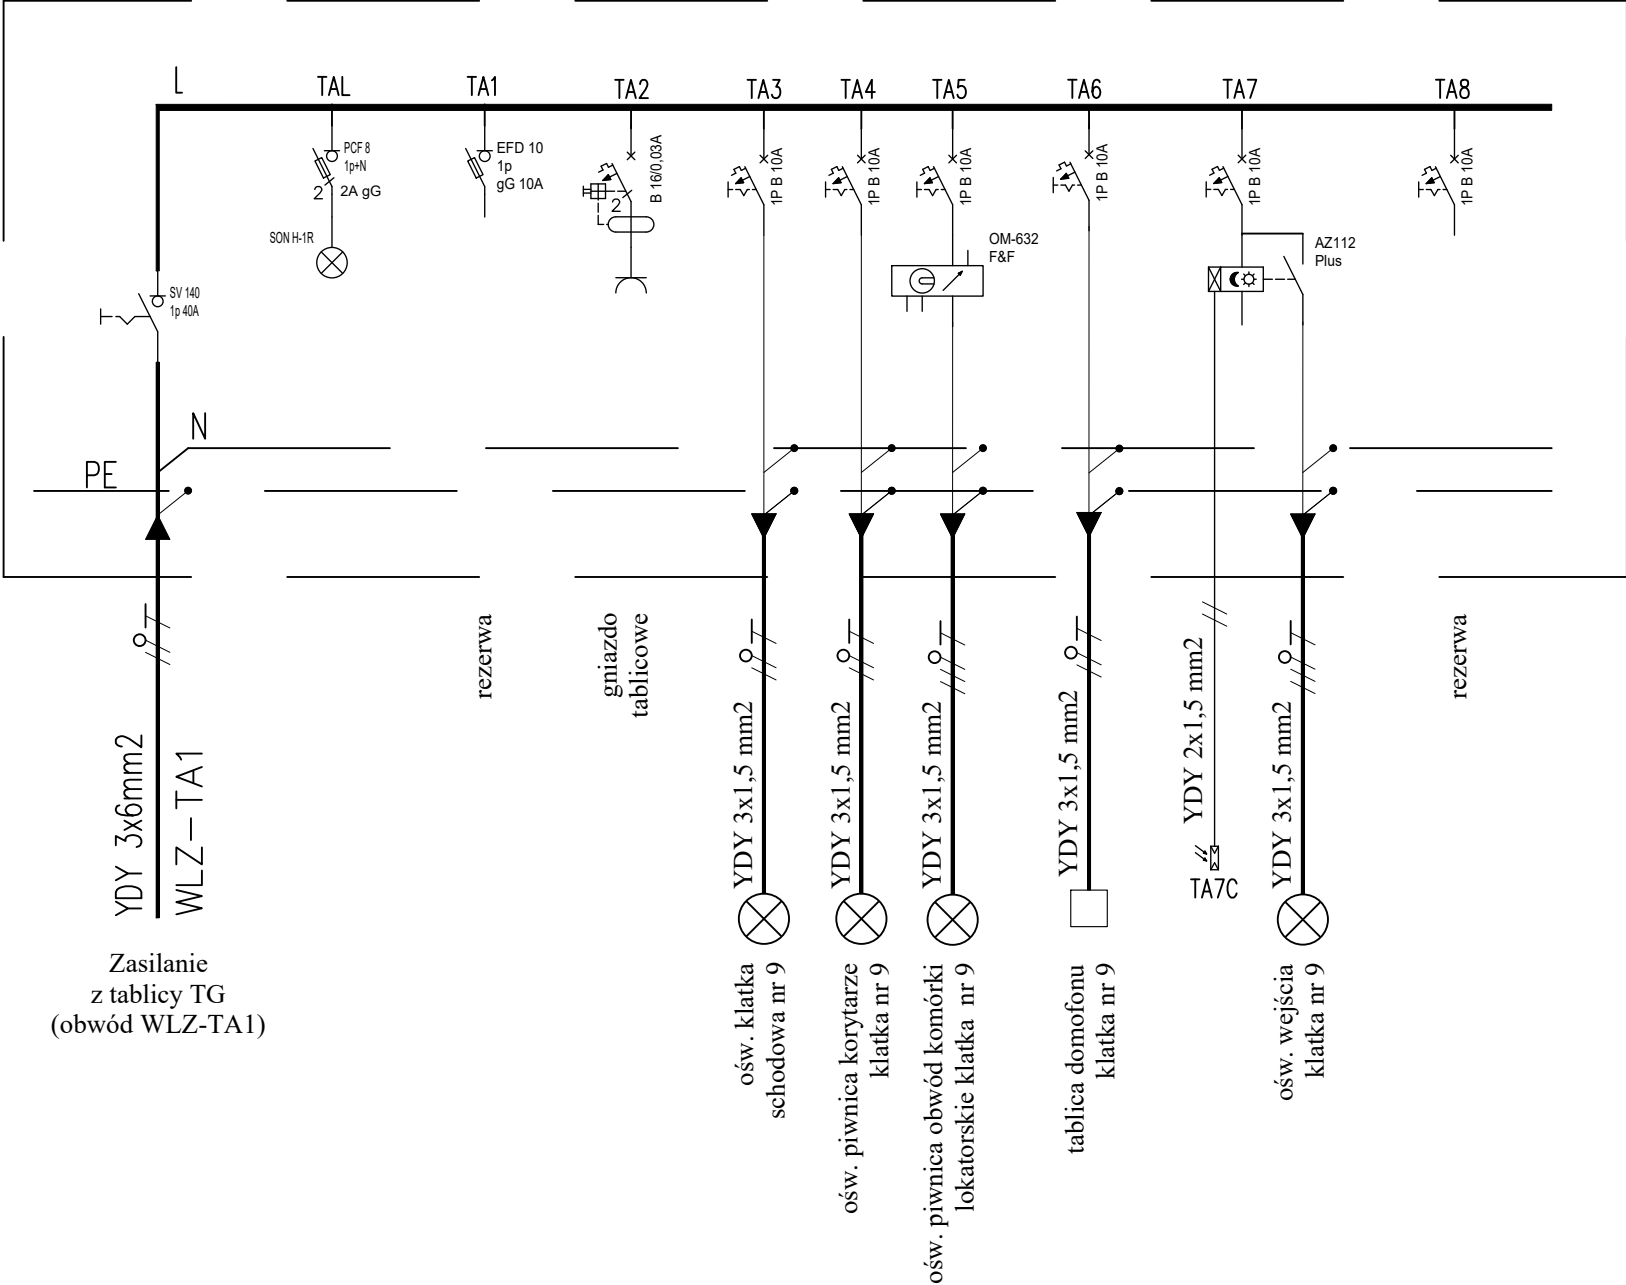 L
TAL
TA1
TA2
TA3
TA4
TA5
TA6
TA7
TA8
PCF 8
1p+N
2
2A gG
SON H-1R
EFD 10
1p
gG 10A
B 16/0,03A
2
1P B 10A
1P B 10A
1P B 10A
1P B 10A
1P B 10A
1P B 10A
OM-632
F&F
AZ112
Plus
SV 140
1p 40A
N
PE
rezerwa
gniazdo
tablicowe
rezerwa
YDY 3x6mm2
WLZ-TA1
YDY 3x1,5 mm2
YDY 3x1,5 mm2
YDY 3x1,5 mm2
YDY 3x1,5 mm2
YDY 2x1,5 mm2
YDY 3x1,5 mm2
TA7C
Zasilanie
z tablicy TG
(obwód WLZ-TA1)
ośw. klatka
schodowa nr 9
ośw. piwnica korytarze
klatka nr 9
ośw. piwnica obwód komórki
lokatorskie klatka  nr 9
tablica domofonu
klatka nr 9
ośw. wejścia
klatka nr 9